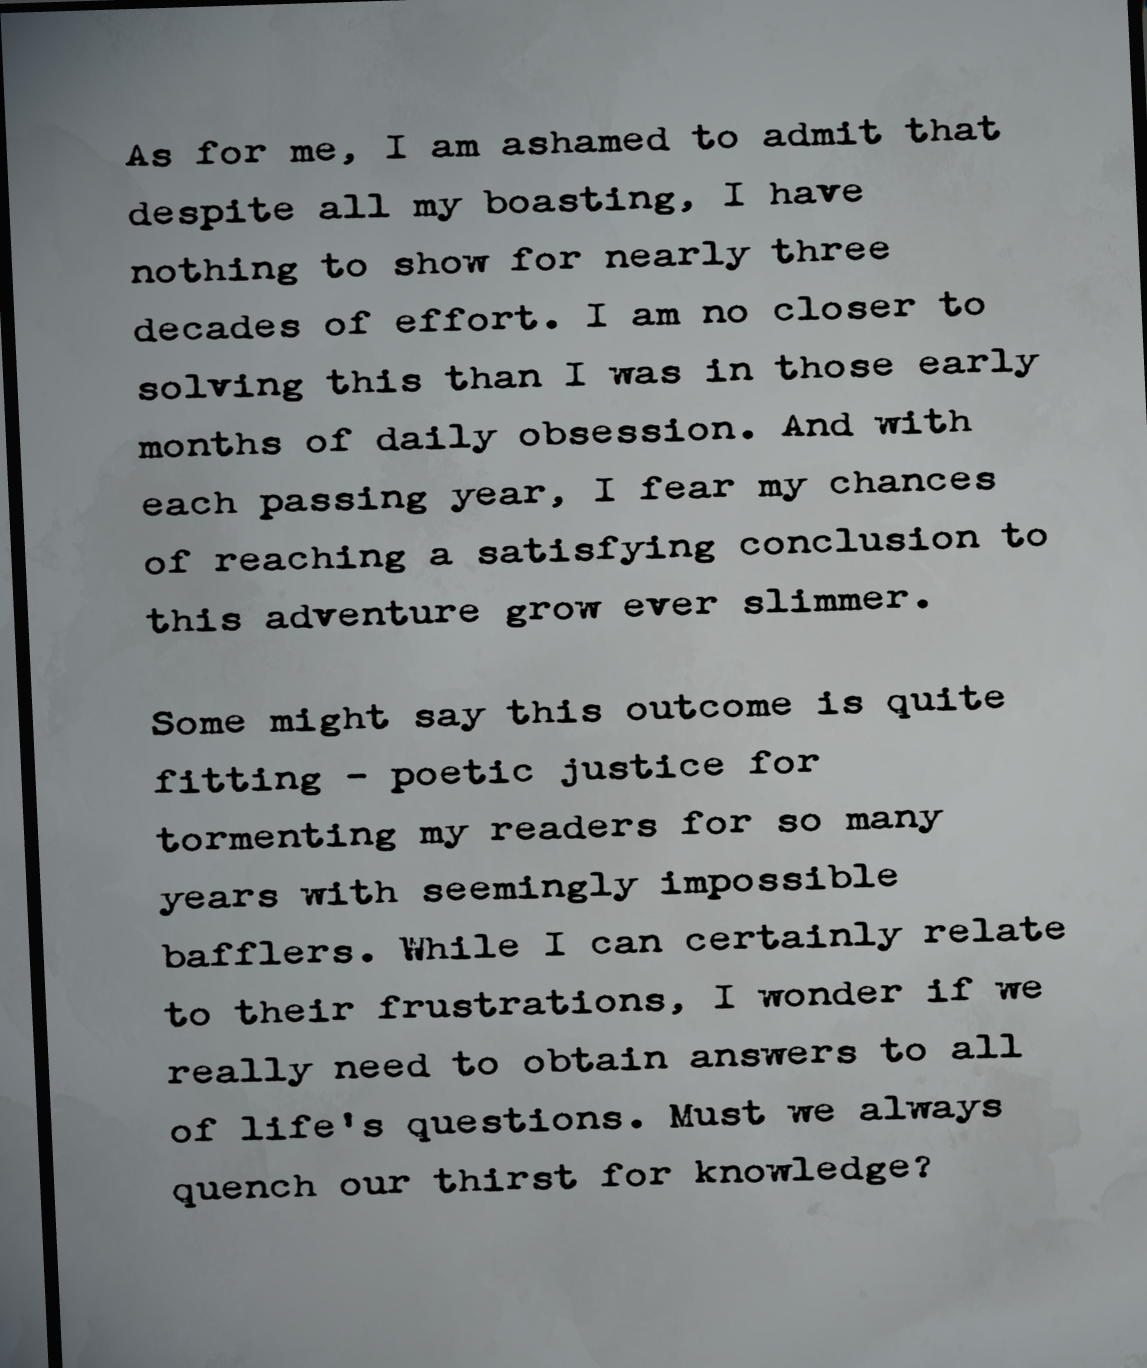 As for me, I am ashamed to admit that
despite all my boasting, I have
nothing to show for nearly three
decades of effort. I am no closer to
solving this than I was in those early
months of daily obsession. And with
each passing year, I fear my chances
of reaching a satisfying conclusion to
this adventure grow ever slimmer.
Some might say this outcome is quite
fitting - poetic justice for
tormenting my readers for so many
years with seemingly impossible
bafflers. While I can certainly relate
to their frustrations, I wonder if we
really need to obtain answers to all
of life's questions. Must we always
quench our thirst for knowledge?